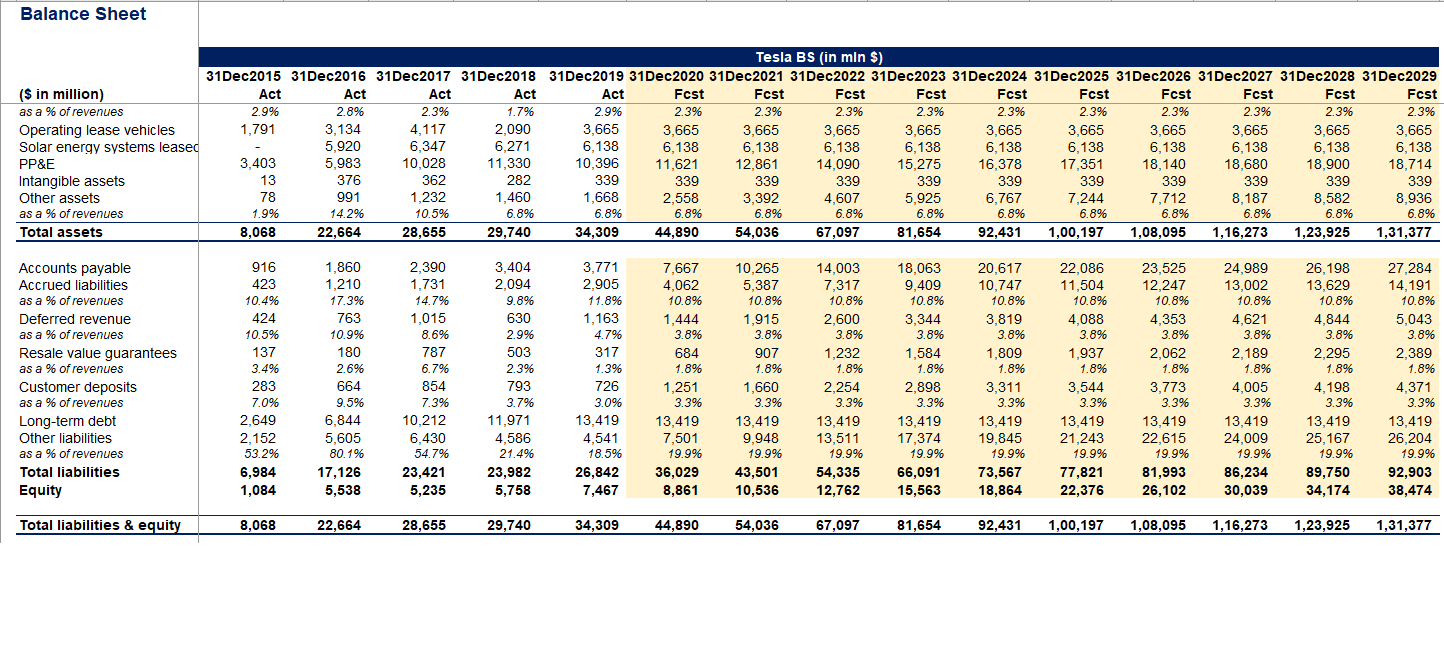 Balance Sheet
Tesla BS (in mln $)
31Dec2015 31Dec2016 31Dec2017 31Dec2018 31Dec2019 31Dec2020 31Dec2021 31Dec2022 31Dec2023 31Dec2024 31Dec2025 31Dec2026 31Dec2027 31Dec2028 31Dec2029
($ in million) Act Act Act Act Act Fcst Fcst Fcst Fcst Fcst Fcst Fcst Fcst Fcst Fcst
as a % of revenues 2.9% 2.8% 2.3% 1.7% 2.9% 2.3% 2.3% 2.3% 2.3% 2.3% 2.3% 2.3% 2.3% 2.3% 2.3%
Operating lease vehicles 1,791 3,134 4,117 2,090 3,665 3,665 3,665 3,665 3,665 3,665 3,665 3,665 3,665 3,665 3,665
Solar energy systems leased - 5,920 6,347 6,271 6,138 6,138 6,138 6,138 6,138 6,138 6,138 6,138 6,138 6,138 6,138
PP&E 3,403 5,983 10,028 11,330 10,396 11,621 12,861 14,090 15,275 16,378 17,351 18,140 18,680 18,900 18,714
Intangible assets 13 376 362 282 339 339 339 339 339 339 339 339 339 339 339
Other assets 78 991 1,232 1,460 1,668 2,558 3,392 4,607 5,925 6,767 7,244 7,712 8,187 8,582 8,936
as a % of revenues 1.9% 14.2% 10.5% 6.8% 6.8% 6.8% 6.8% 6.8% 6.8% 6.8% 6.8% 6.8% 6.8% 6.8% 6.8%
Total assets 8,068 22,664 28,655 29,740 34,309 44,890 54,036 67,097 81,654 92,431 1,00,197 1,08,095 1,16,273 1,23,925 1,31,377
Accounts payable 916 1,860 2,390 3,404 3,771 7,667 10,265 14,003 18,063 20,617 22,086 23,525 24,989 26,198 27,284
Accrued liabilities 423 1,210 1,731 2,094 2,905 4,062 5,387 7,317 9,409 10,747 11,504 12,247 13,002 13,629 14,191
as a % of revenues 10.4% 17.3% 14.7% 9.8% 11.8% 10.8% 10.8% 10.8% 10.8% 10.8% 10.8% 10.8% 10.8% 10.8% 10.8%
Deferred revenue 424 763 1,015 630 1,163 1,444 1,915 2,600 3,344 3,819 4,088 4,353 4,621 4,844 5,043
as a % of revenues 10.5% 10.9% 8.6% 2.9% 4.7% 3.8% 3.8% 3.8% 3.8% 3.8% 3.8% 3.8% 3.8% 3.8% 3.8%
Resale value guarantees 137 180 787 503 317 684 907 1,232 1,584 1,809 1,937 2,062 2,189 2,295 2,389
as a % of revenues 3.4% 2.6% 6.7% 2.3% 1.3% 1.8% 1.8% 1.8% 1.8% 1.8% 1.8% 1.8% 1.8% 1.8% 1.8%
Customer deposits 283 664 854 793 726 1,251 1,660 2,254 2,898 3,311 3,544 3,773 4,005 4,198 4,371
as a % of revenues 7.0% 9.5% 7.3% 3.7% 3.0% 3.3% 3.3% 3.3% 3.3% 3.3% 3.3% 3.3% 3.3% 3.3% 3.3%
Long-term debt 2,649 6,844 10,212 11,971 13,419 13,419 13,419 13,419 13,419 13,419 13,419 13,419 13,419 13,419 13,419
Other liabilities 2,152 5,605 6,430 4,586 4,541 7,501 9,948 13,511 17,374 19,845 21,243 22,615 24,009 25,167 26,204
as a % of revenues 53.2% 80.1% 54.7% 21.4% 18.5% 19.9% 19.9% 19.9% 19.9% 19.9% 19.9% 19.9% 19.9% 19.9% 19.9%
Total liabilities 6,984 17,126 23,421 23,982 26,842 36,029 43,501 54,335 66,091 73,567 77,821 81,993 86,234 89,750 92,903
Equity 1,084 5,538 5,235 5,758 7,467 8,861 10,536 12,762 15,563 18,864 22,376 26,102 30,039 34,174 38,474
Total liabilities & equity 8,068 22,664 28,655 29,740 34,309 44,890 54,036 67,097 81,654 92,431 1,00,197 1,08,095 1,16,273 1,23,925 1,31,377